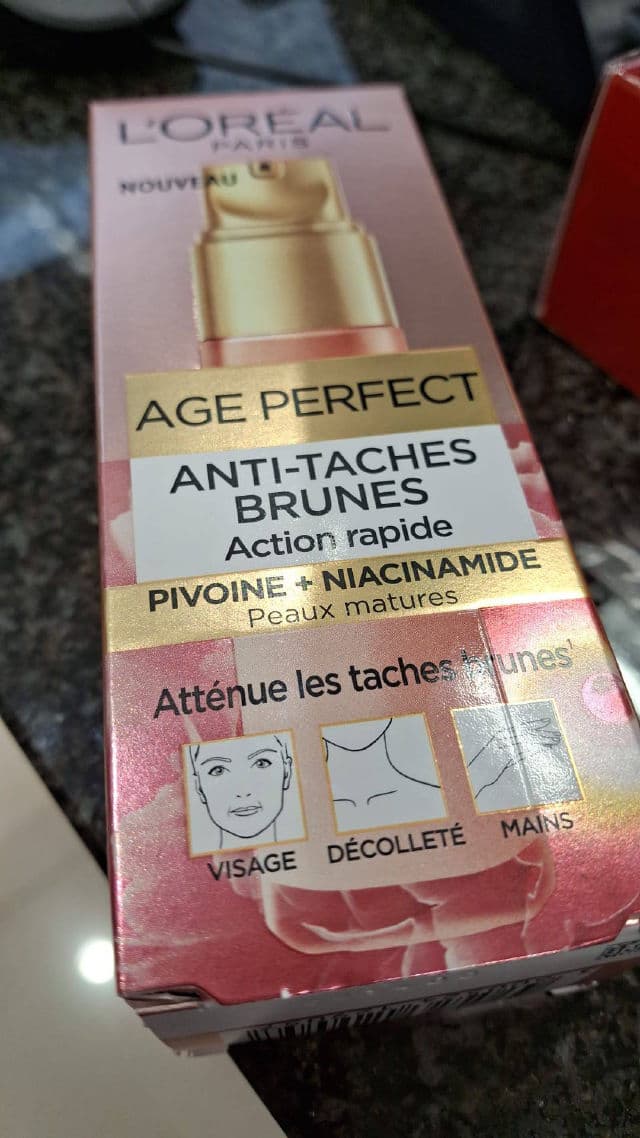 L'ORÉAL
PARIS
NOUVEAU
AGE PERFECT
ANTI-TACHES
BRUNES
Action rapide
PIVOINE + NIACINAMIDE
Peaux matures
Atténue les taches brunes¹
VISAGE DÉCOLLETÉ MAINS